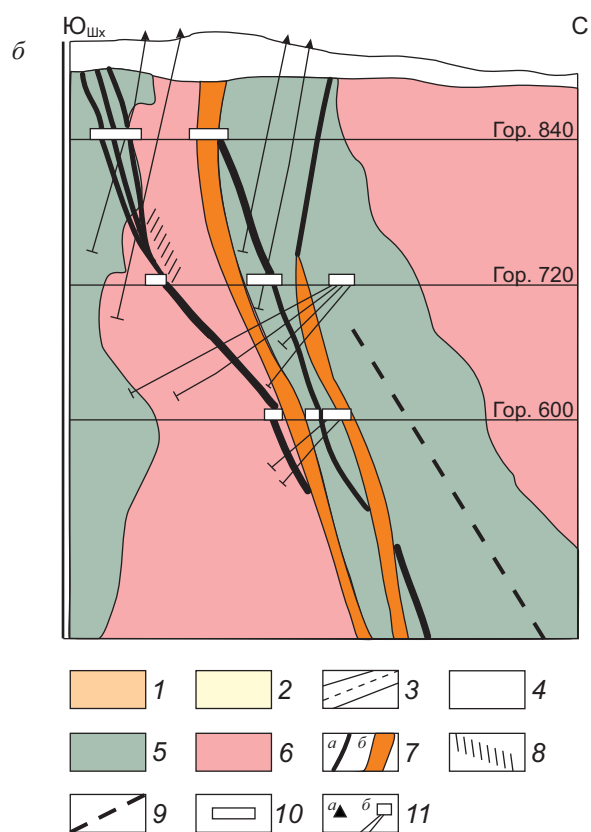 Ю Шх С
б
Гор. 840
Гор. 720
Гор. 600
1 2 3 4
5 6 а б 7 8
9 10 а б 11